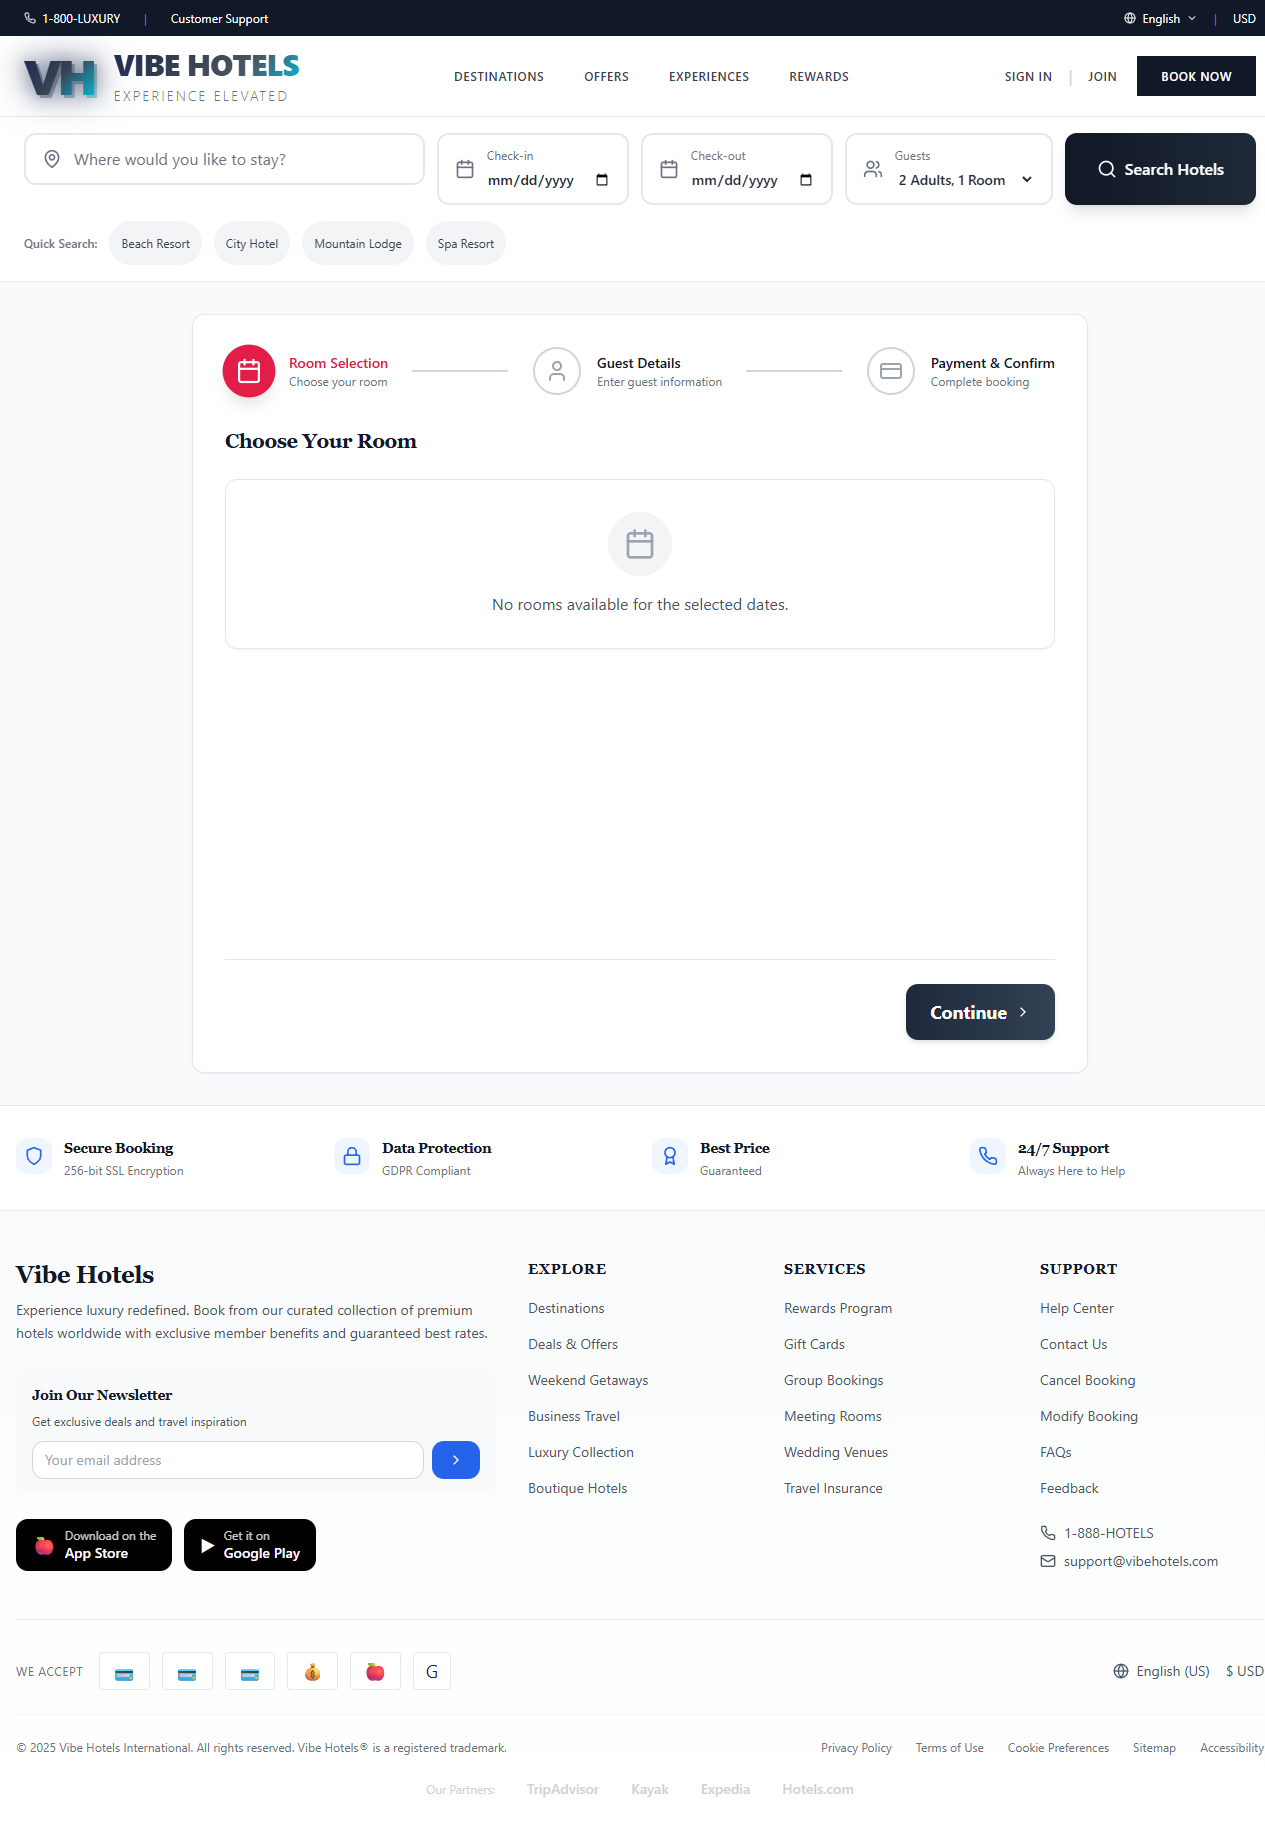 1-800-LUXURY | Customer Support
English | USD
VH VIBE HOTELS
EXPERIENCE ELEVATED
DESTINATIONS OFFERS EXPERIENCES REWARDS
SIGN IN | JOIN BOOK NOW
Where would you like to stay?
Check-in
mm/dd/yyyy
Check-out
mm/dd/yyyy
Guests
2 Adults, 1 Room
Search Hotels
Quick Search: Beach Resort City Hotel Mountain Lodge Spa Resort
Room Selection
Choose your room
Guest Details
Enter guest information
Payment & Confirm
Complete booking
Choose Your Room
No rooms available for the selected dates.
Continue
Secure Booking
256-bit SSL Encryption
Data Protection
GDPR Compliant
Best Price
Guaranteed
24/7 Support
Always Here to Help
Vibe Hotels
Experience luxury redefined. Book from our curated collection of premium
hotels worldwide with exclusive member benefits and guaranteed best rates.
Join Our Newsletter
Get exclusive deals and travel inspiration
Your email address
Download on the
App Store
Get it on
Google Play
EXPLORE
Destinations
Deals & Offers
Weekend Getaways
Business Travel
Luxury Collection
Boutique Hotels
SERVICES
Rewards Program
Gift Cards
Group Bookings
Meeting Rooms
Wedding Venues
Travel Insurance
SUPPORT
Help Center
Contact Us
Cancel Booking
Modify Booking
FAQs
Feedback
1-888-HOTELS
support@vibehotels.com
WE ACCEPT G
English (US) $ USD
© 2025 Vibe Hotels International. All rights reserved. Vibe Hotels® is a registered trademark.
Privacy Policy Terms of Use Cookie Preferences Sitemap Accessibility
Our Partners: TripAdvisor Kayak Expedia Hotels.com